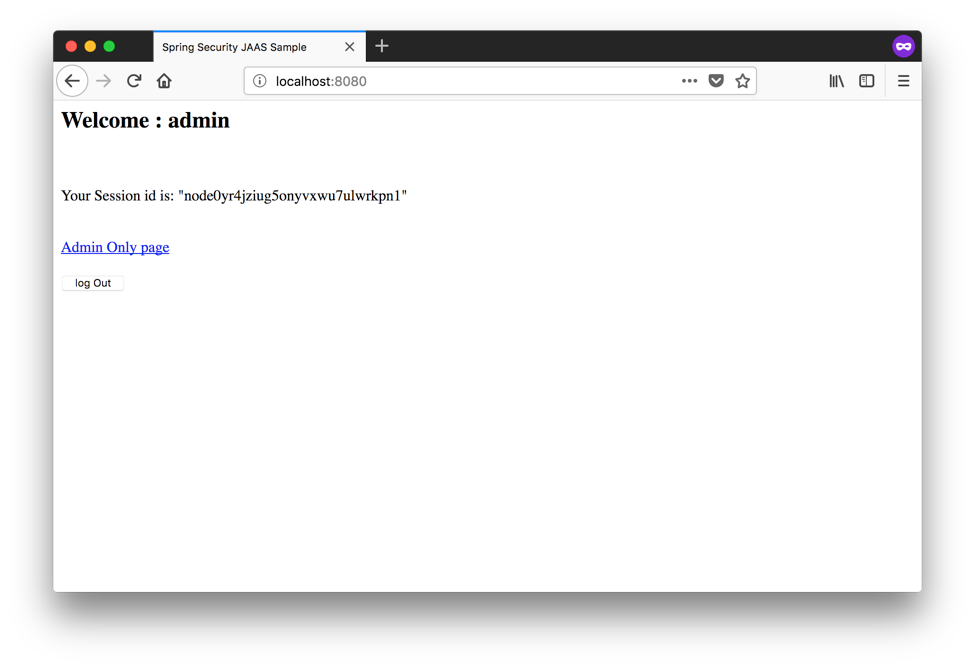 Spring Security JAAS Sample
localhost:8080
Welcome : admin
Your Session id is: "node0yr4jziug5onyvxwu7ulwrkpn1"
Admin Only page
log Out